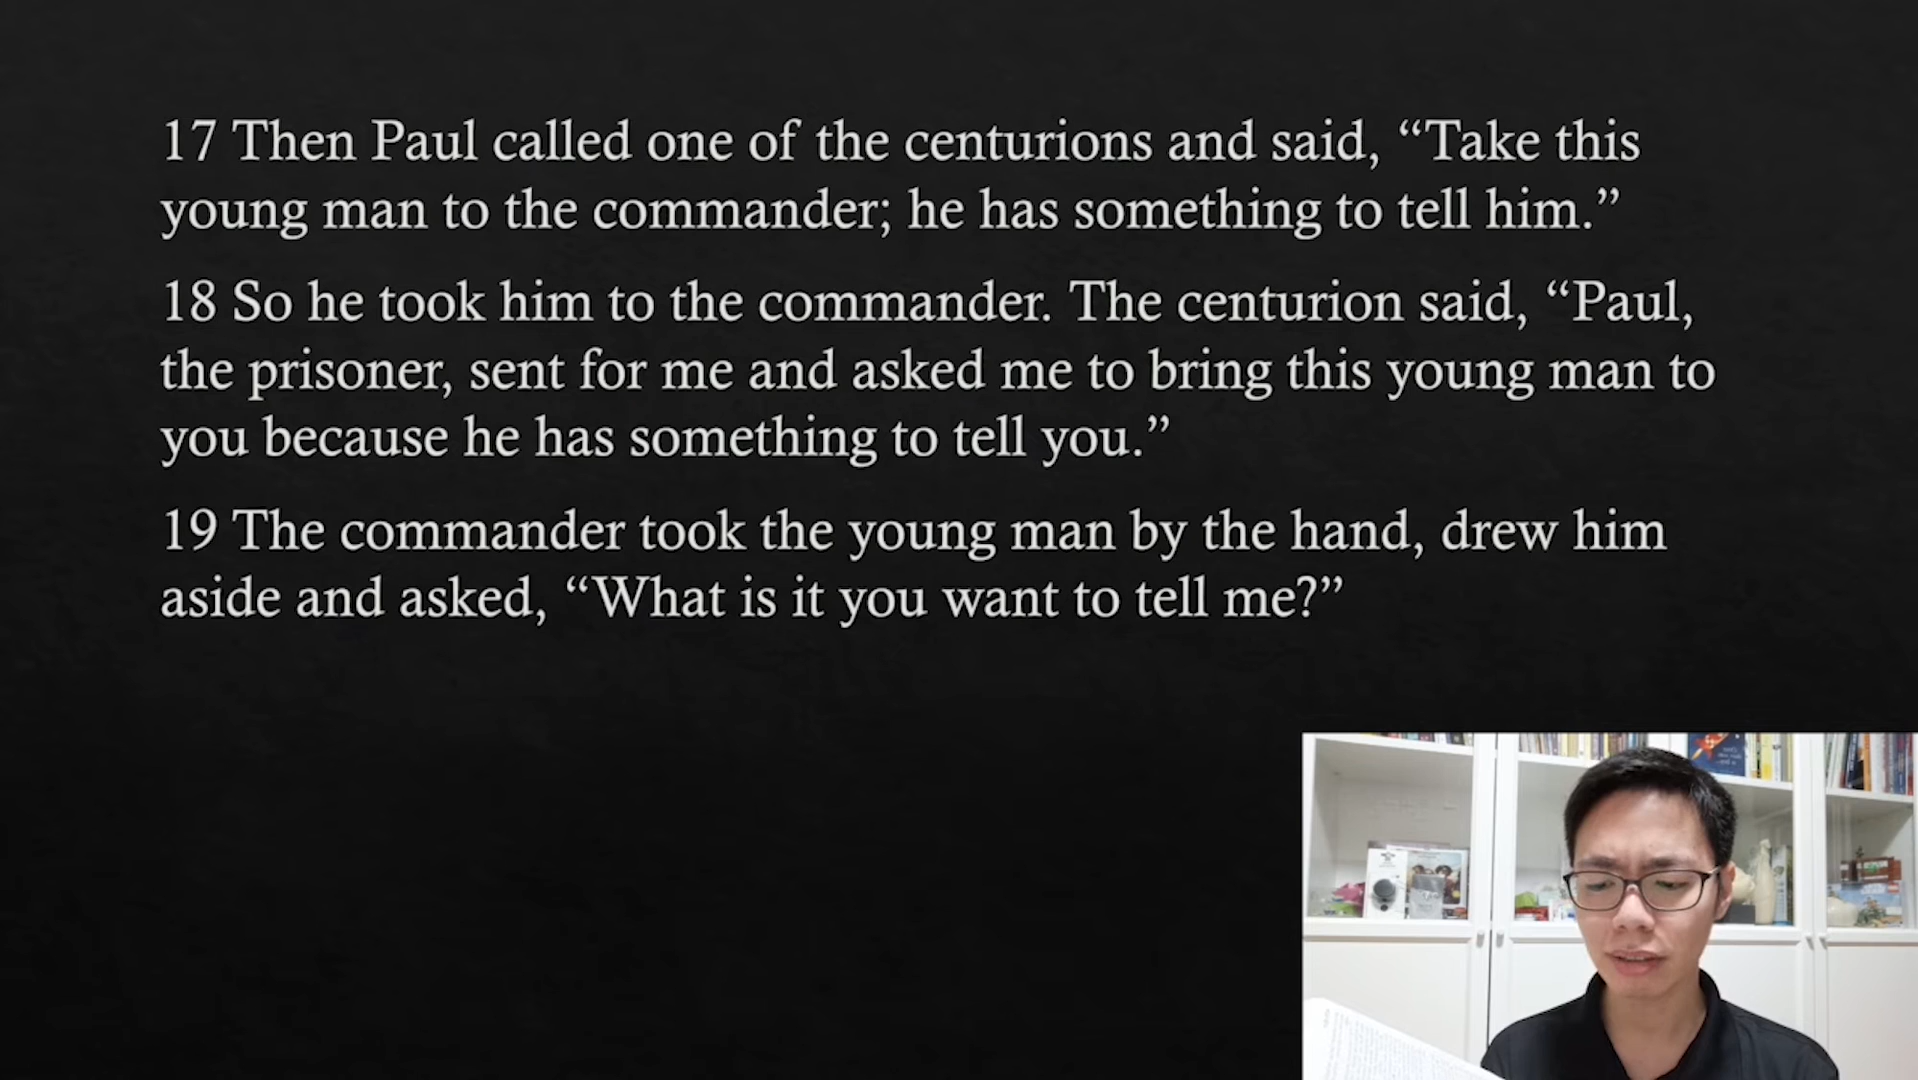 17 Then Paul called one of the centurions and said, “Take this
young man to the commander; he has something to tell him.”
18 So he took him to the commander. The centurion said, “Paul,
the prisoner, sent for me and asked me to bring this young man to
you because he has something to tell you.”
19 The commander took the young man by the hand, drew him
aside and asked, “What is it you want to tell me?”